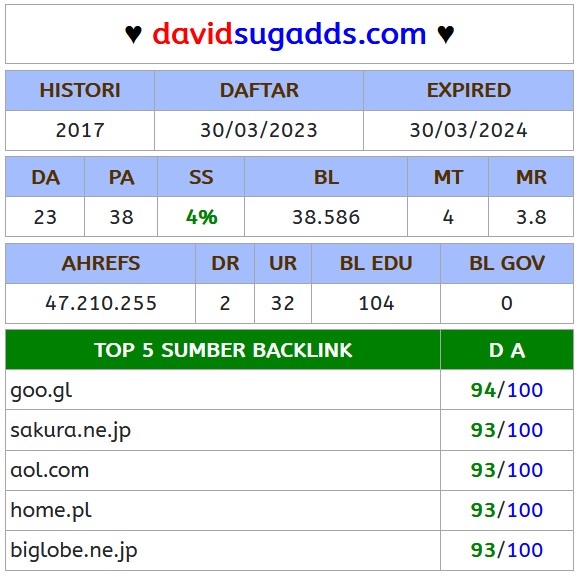 ♥ davidsugadds.com ♥
HISTORI DAFTAR EXPIRED
2017 30/03/2023 30/03/2024
DA PA SS BL MT MR
23 38 4% 38.586 4 3.8
AHREFS DR UR BL EDU BL GOV
47.210.255 2 32 104 0
TOP 5 SUMBER BACKLINK D A
goo.gl 94/100
sakura.ne.jp 93/100
aol.com 93/100
home.pl 93/100
biglobe.ne.jp 93/100